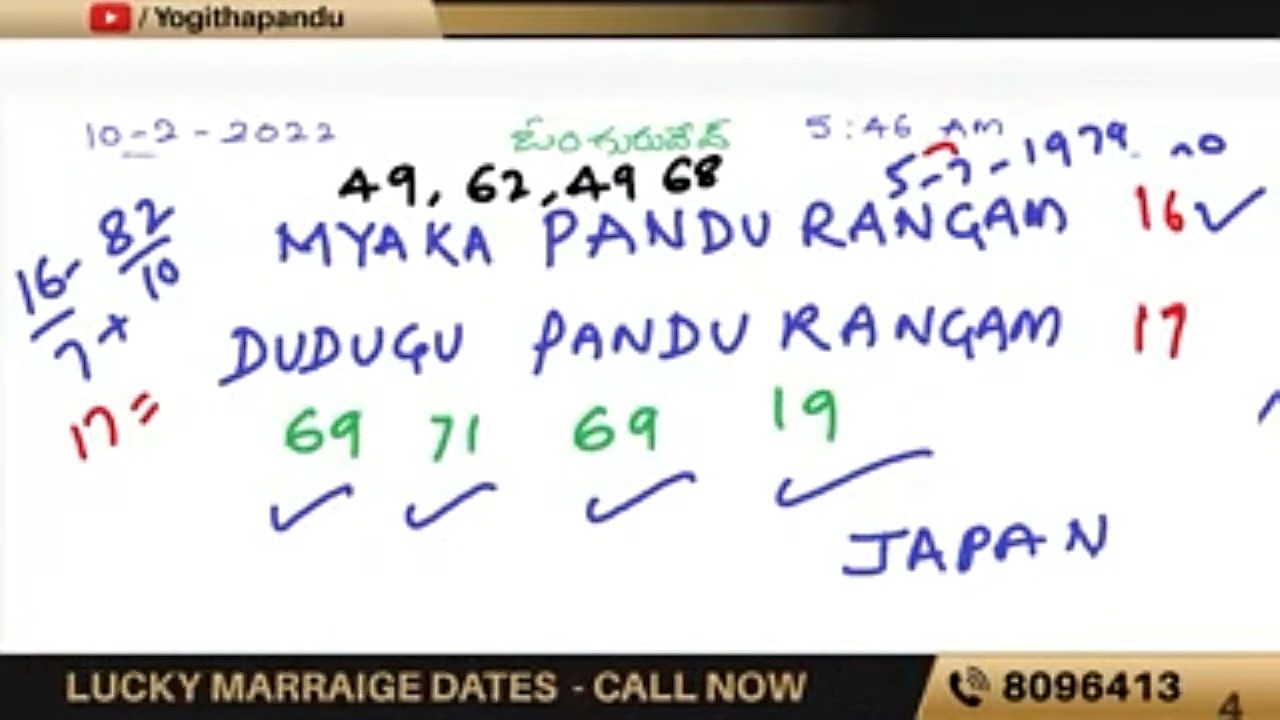 / Yogithapandu
10-2-2022 ఓంగురుదేవ్ 5:46 AM
5-7-1979. no
49, 62, 49 68
16- 82/10 MYAKA PANDU RANGAM 16 ✓
7 x DUDUGU PANDU RANGAM 17
17 = 69 71 69 19
✓ ✓ ✓ ✓
JAPAN
LUCKY MARRAIGE DATES - CALL NOW 8096413 4